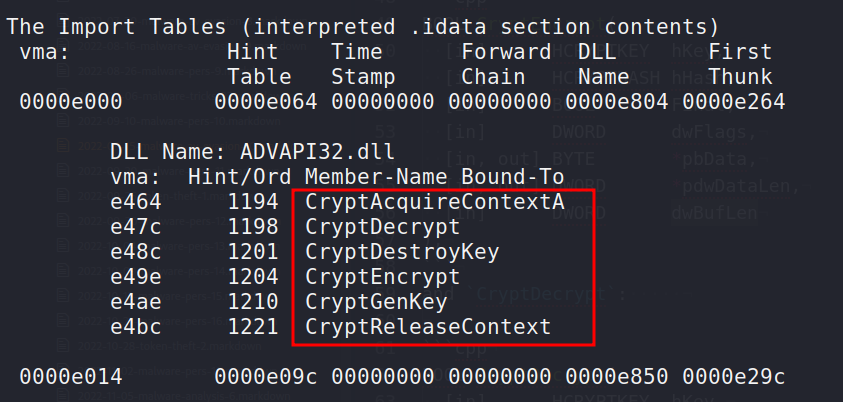 The Import Tables (interpreted .idata section contents)
vma: Hint Time Forward DLL First
Table Stamp Chain Name Thunk
0000e000 0000e064 00000000 00000000 0000e804 0000e264
DLL Name: ADVAPI32.dll
vma: Hint/Ord Member-Name Bound-To
e464 1194 CryptAcquireContextA
e47c 1198 CryptDecrypt
e48c 1201 CryptDestroyKey
e49e 1204 CryptEncrypt
e4ae 1210 CryptGenKey
e4bc 1221 CryptReleaseContext
0000e014 0000e09c 00000000 00000000 0000e850 0000e29c